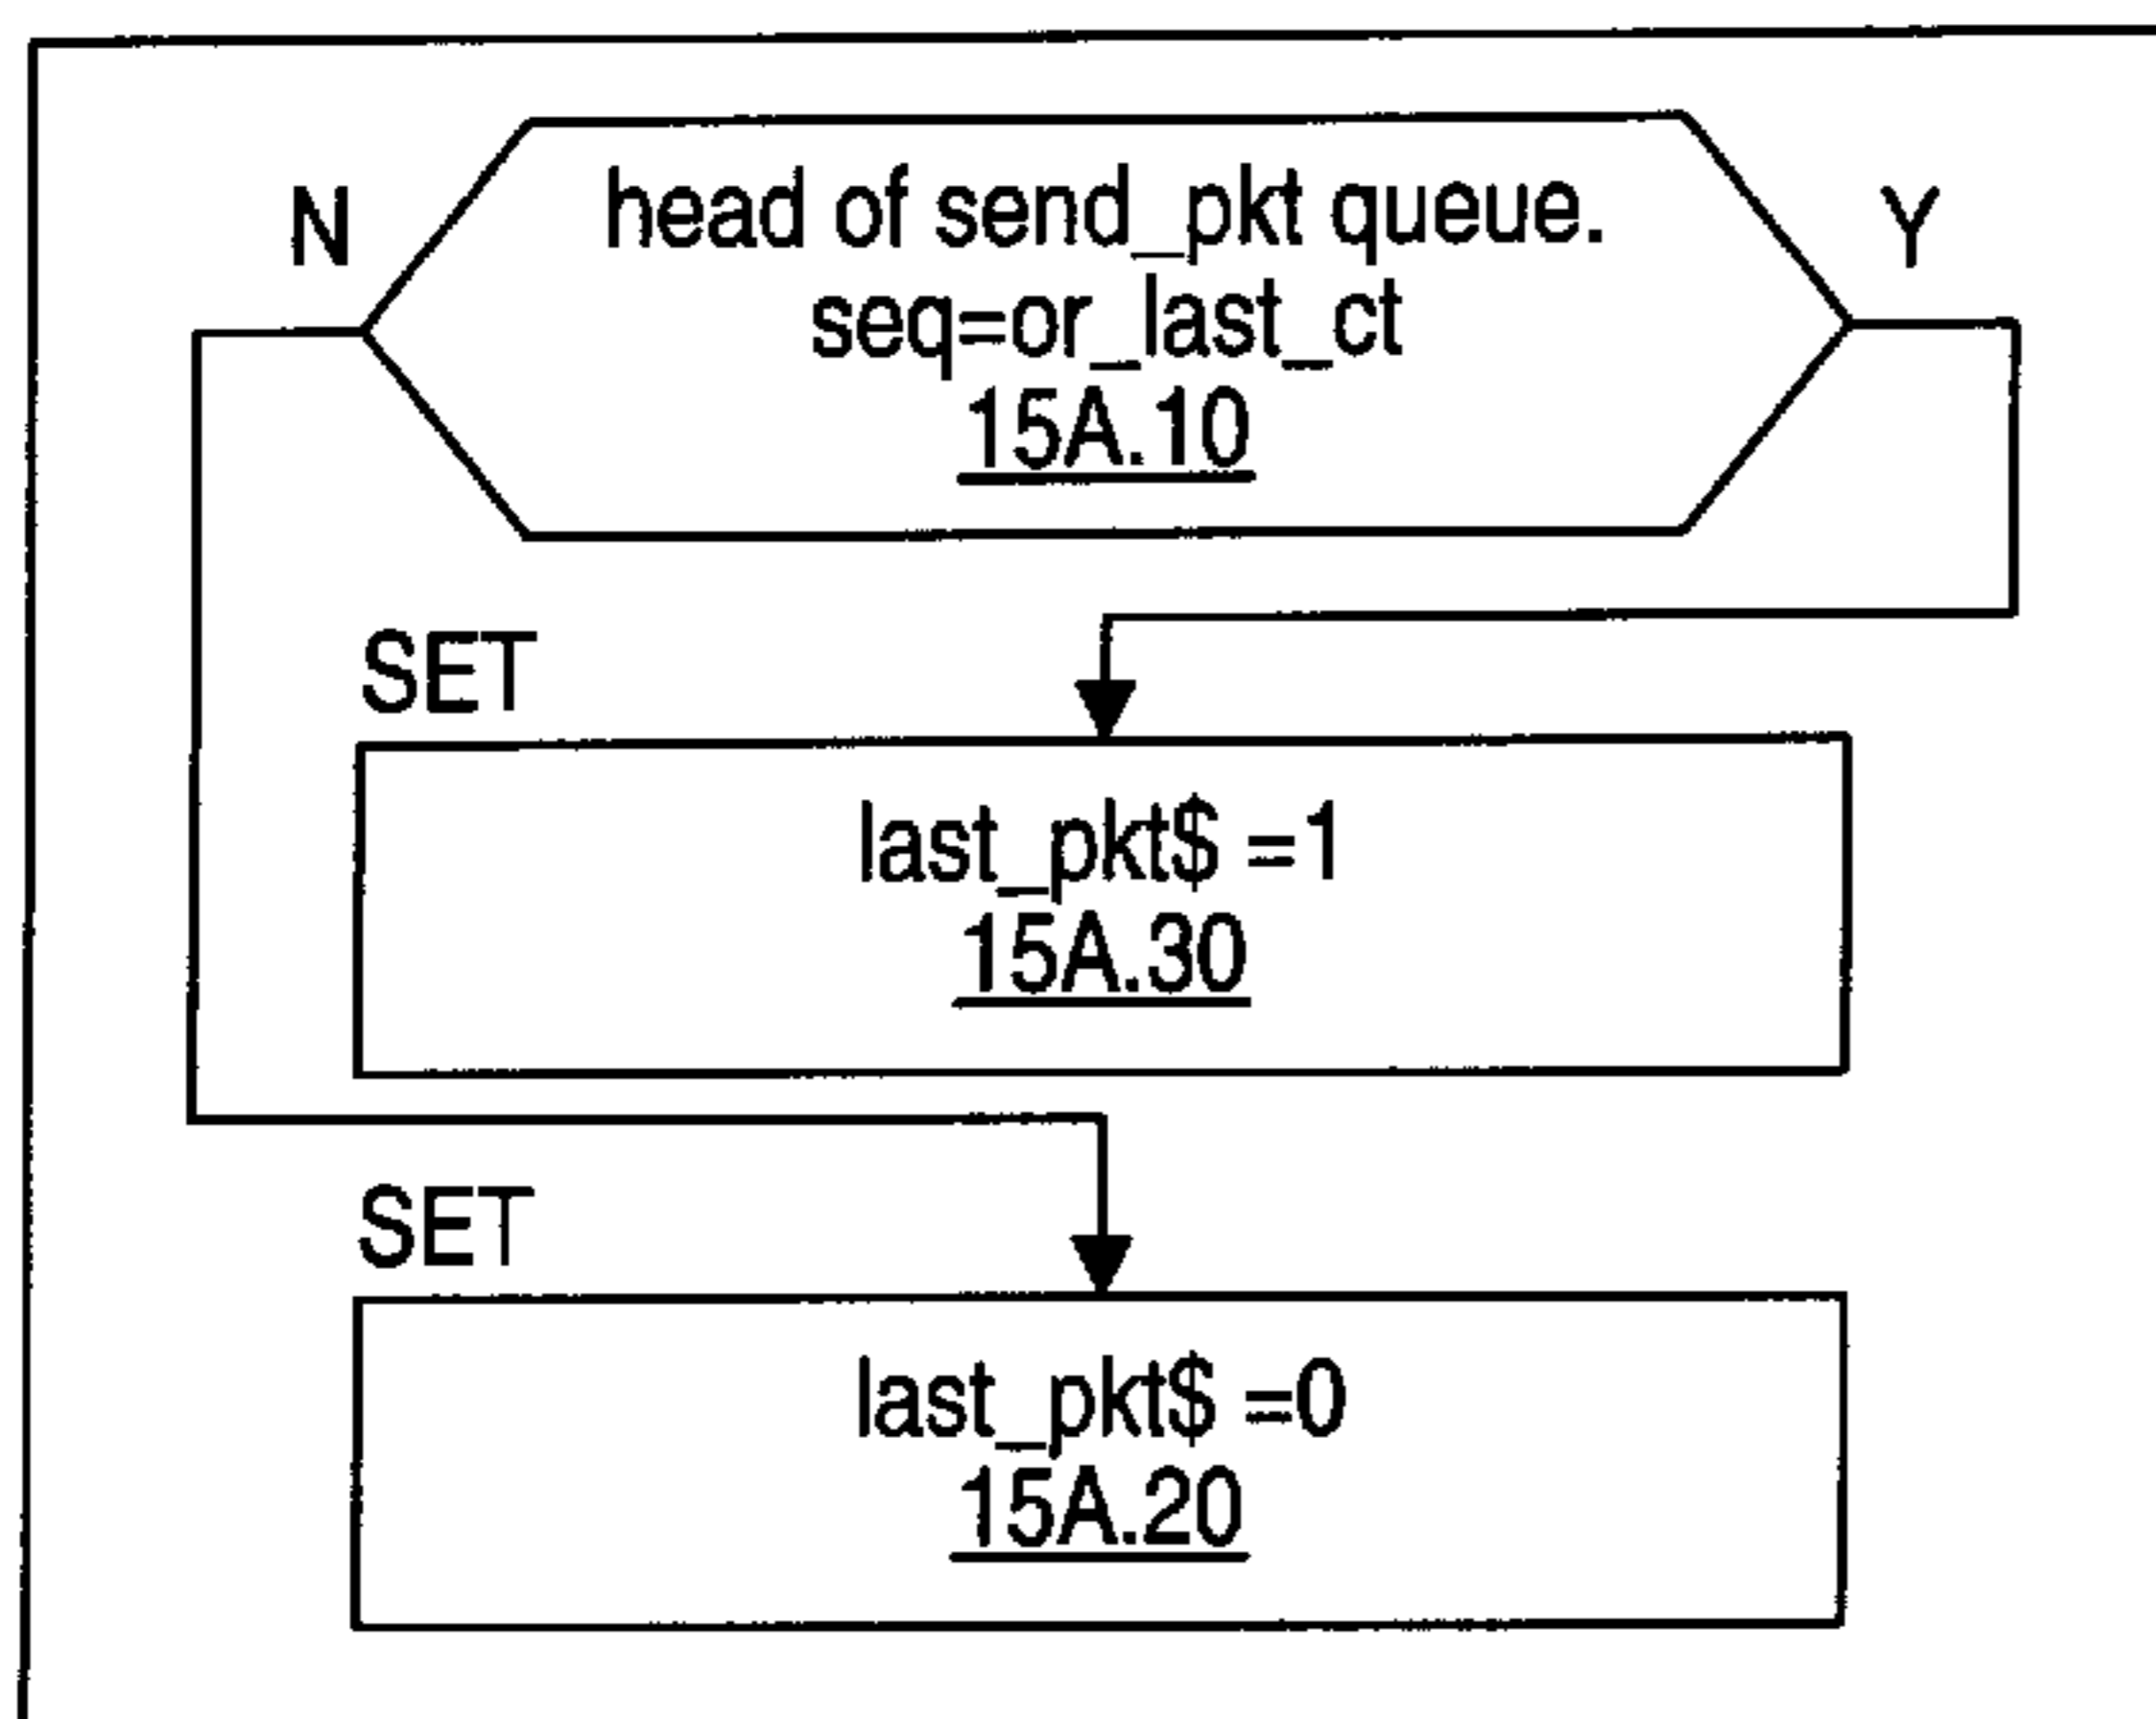 N
head of send_pkt queue.
Y
seq=or_last_ct
15A.10
SET
last_pkt$ =1
15A.30
SET
last_pkt$ =0
15A.20